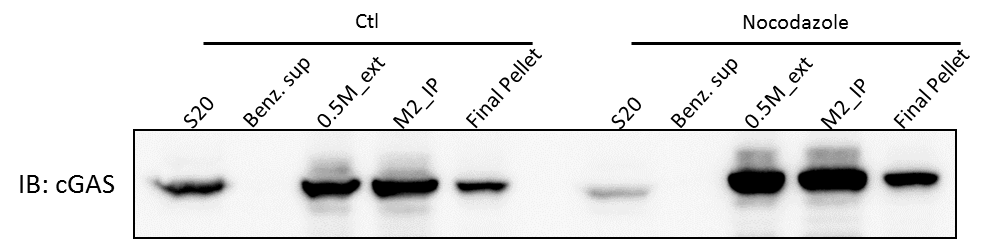 Ctl
Nocodazole
S20
Benz. sup
0.5M_ext
M2_IP
Final Pellet
S20
Benz. sup
0.5M_ext
M2_IP
Final Pellet
IB: cGAS